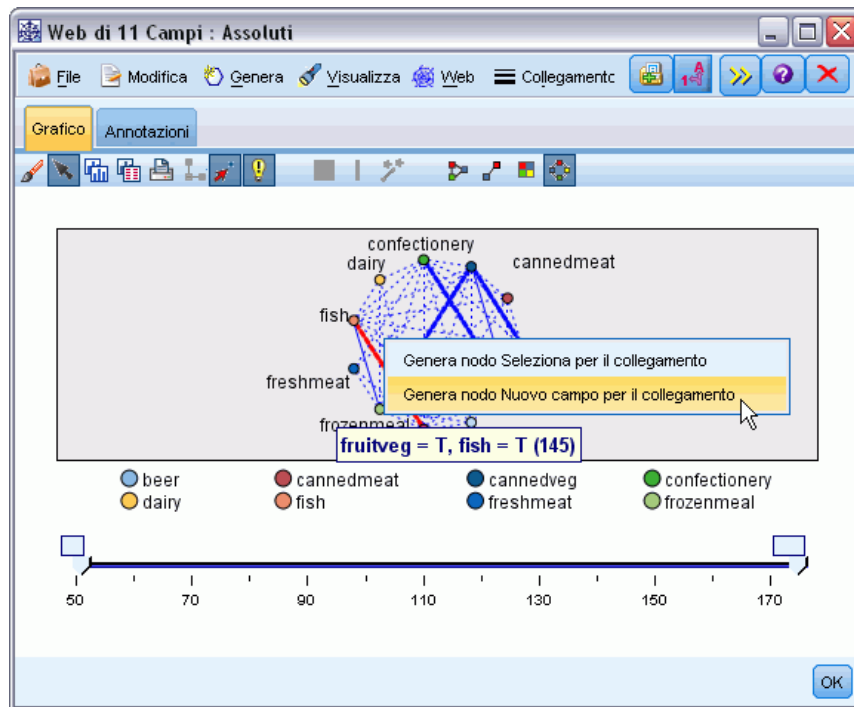 Web di 11 Campi : Assoluti
File Modifica Genera Visualizza Web Collegamento
Grafico Annotazioni
confectionery
dairy cannedmeat
fish
Genera nodo Seleziona per il collegamento
freshmeat
Genera nodo Nuovo campo per il collegamento
frozenmeal
fruitveg = T, fish = T (145)
beer cannedmeat cannedveg confectionery
dairy fish freshmeat frozenmeal
50 70 90 110 130 150 170
OK